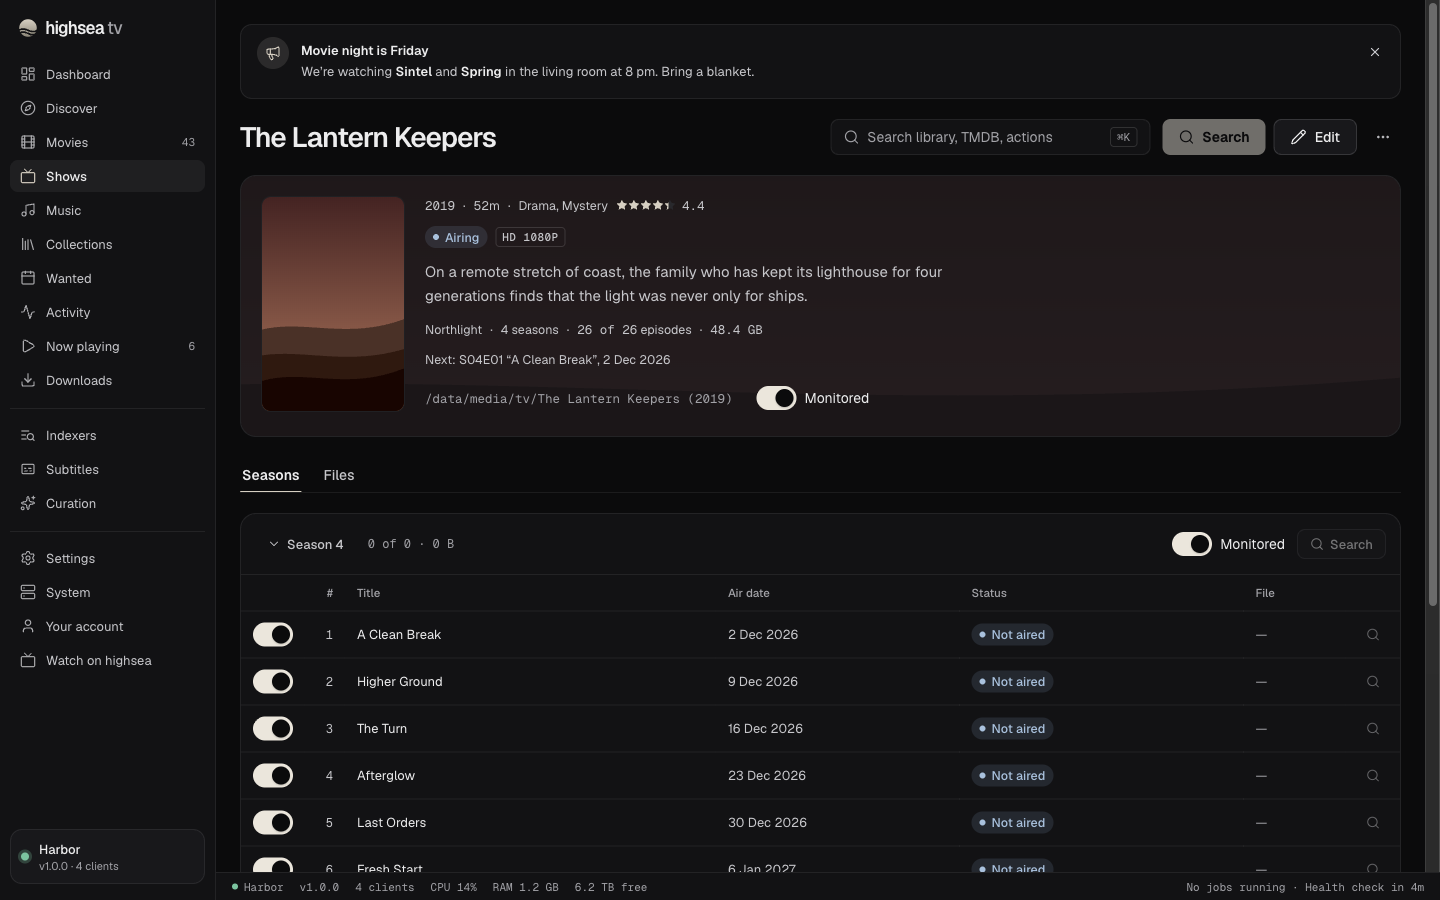 highsea tv
Dashboard
Discover
Movies 43
Shows
Music
Collections
Wanted
Activity
Now playing 6
Downloads
Indexers
Subtitles
Curation
Settings
System
Your account
Watch on highsea
Harbor
v1.0.0 · 4 clients
Movie night is Friday
We're watching Sintel and Spring in the living room at 8 pm. Bring a blanket.
The Lantern Keepers
Search library, TMDB, actions ⌘K
Search
Edit
2019 · 52m · Drama, Mystery 4.4
Airing HD 1080P
On a remote stretch of coast, the family who has kept its lighthouse for four
generations finds that the light was never only for ships.
Northlight · 4 seasons · 26 of 26 episodes · 48.4 GB
Next: S04E01 “A Clean Break”, 2 Dec 2026
/data/media/tv/The Lantern Keepers (2019) Monitored
Seasons Files
Season 4 0 of 0 · 0 B Monitored Search
# Title Air date Status File
1 A Clean Break 2 Dec 2026 Not aired —
2 Higher Ground 9 Dec 2026 Not aired —
3 The Turn 16 Dec 2026 Not aired —
4 Afterglow 23 Dec 2026 Not aired —
5 Last Orders 30 Dec 2026 Not aired —
6 Fresh Start 6 Jan 2027 Not aired —
Harbor v1.0.0 4 clients CPU 14% RAM 1.2 GB 6.2 TB free No jobs running · Health check in 4m